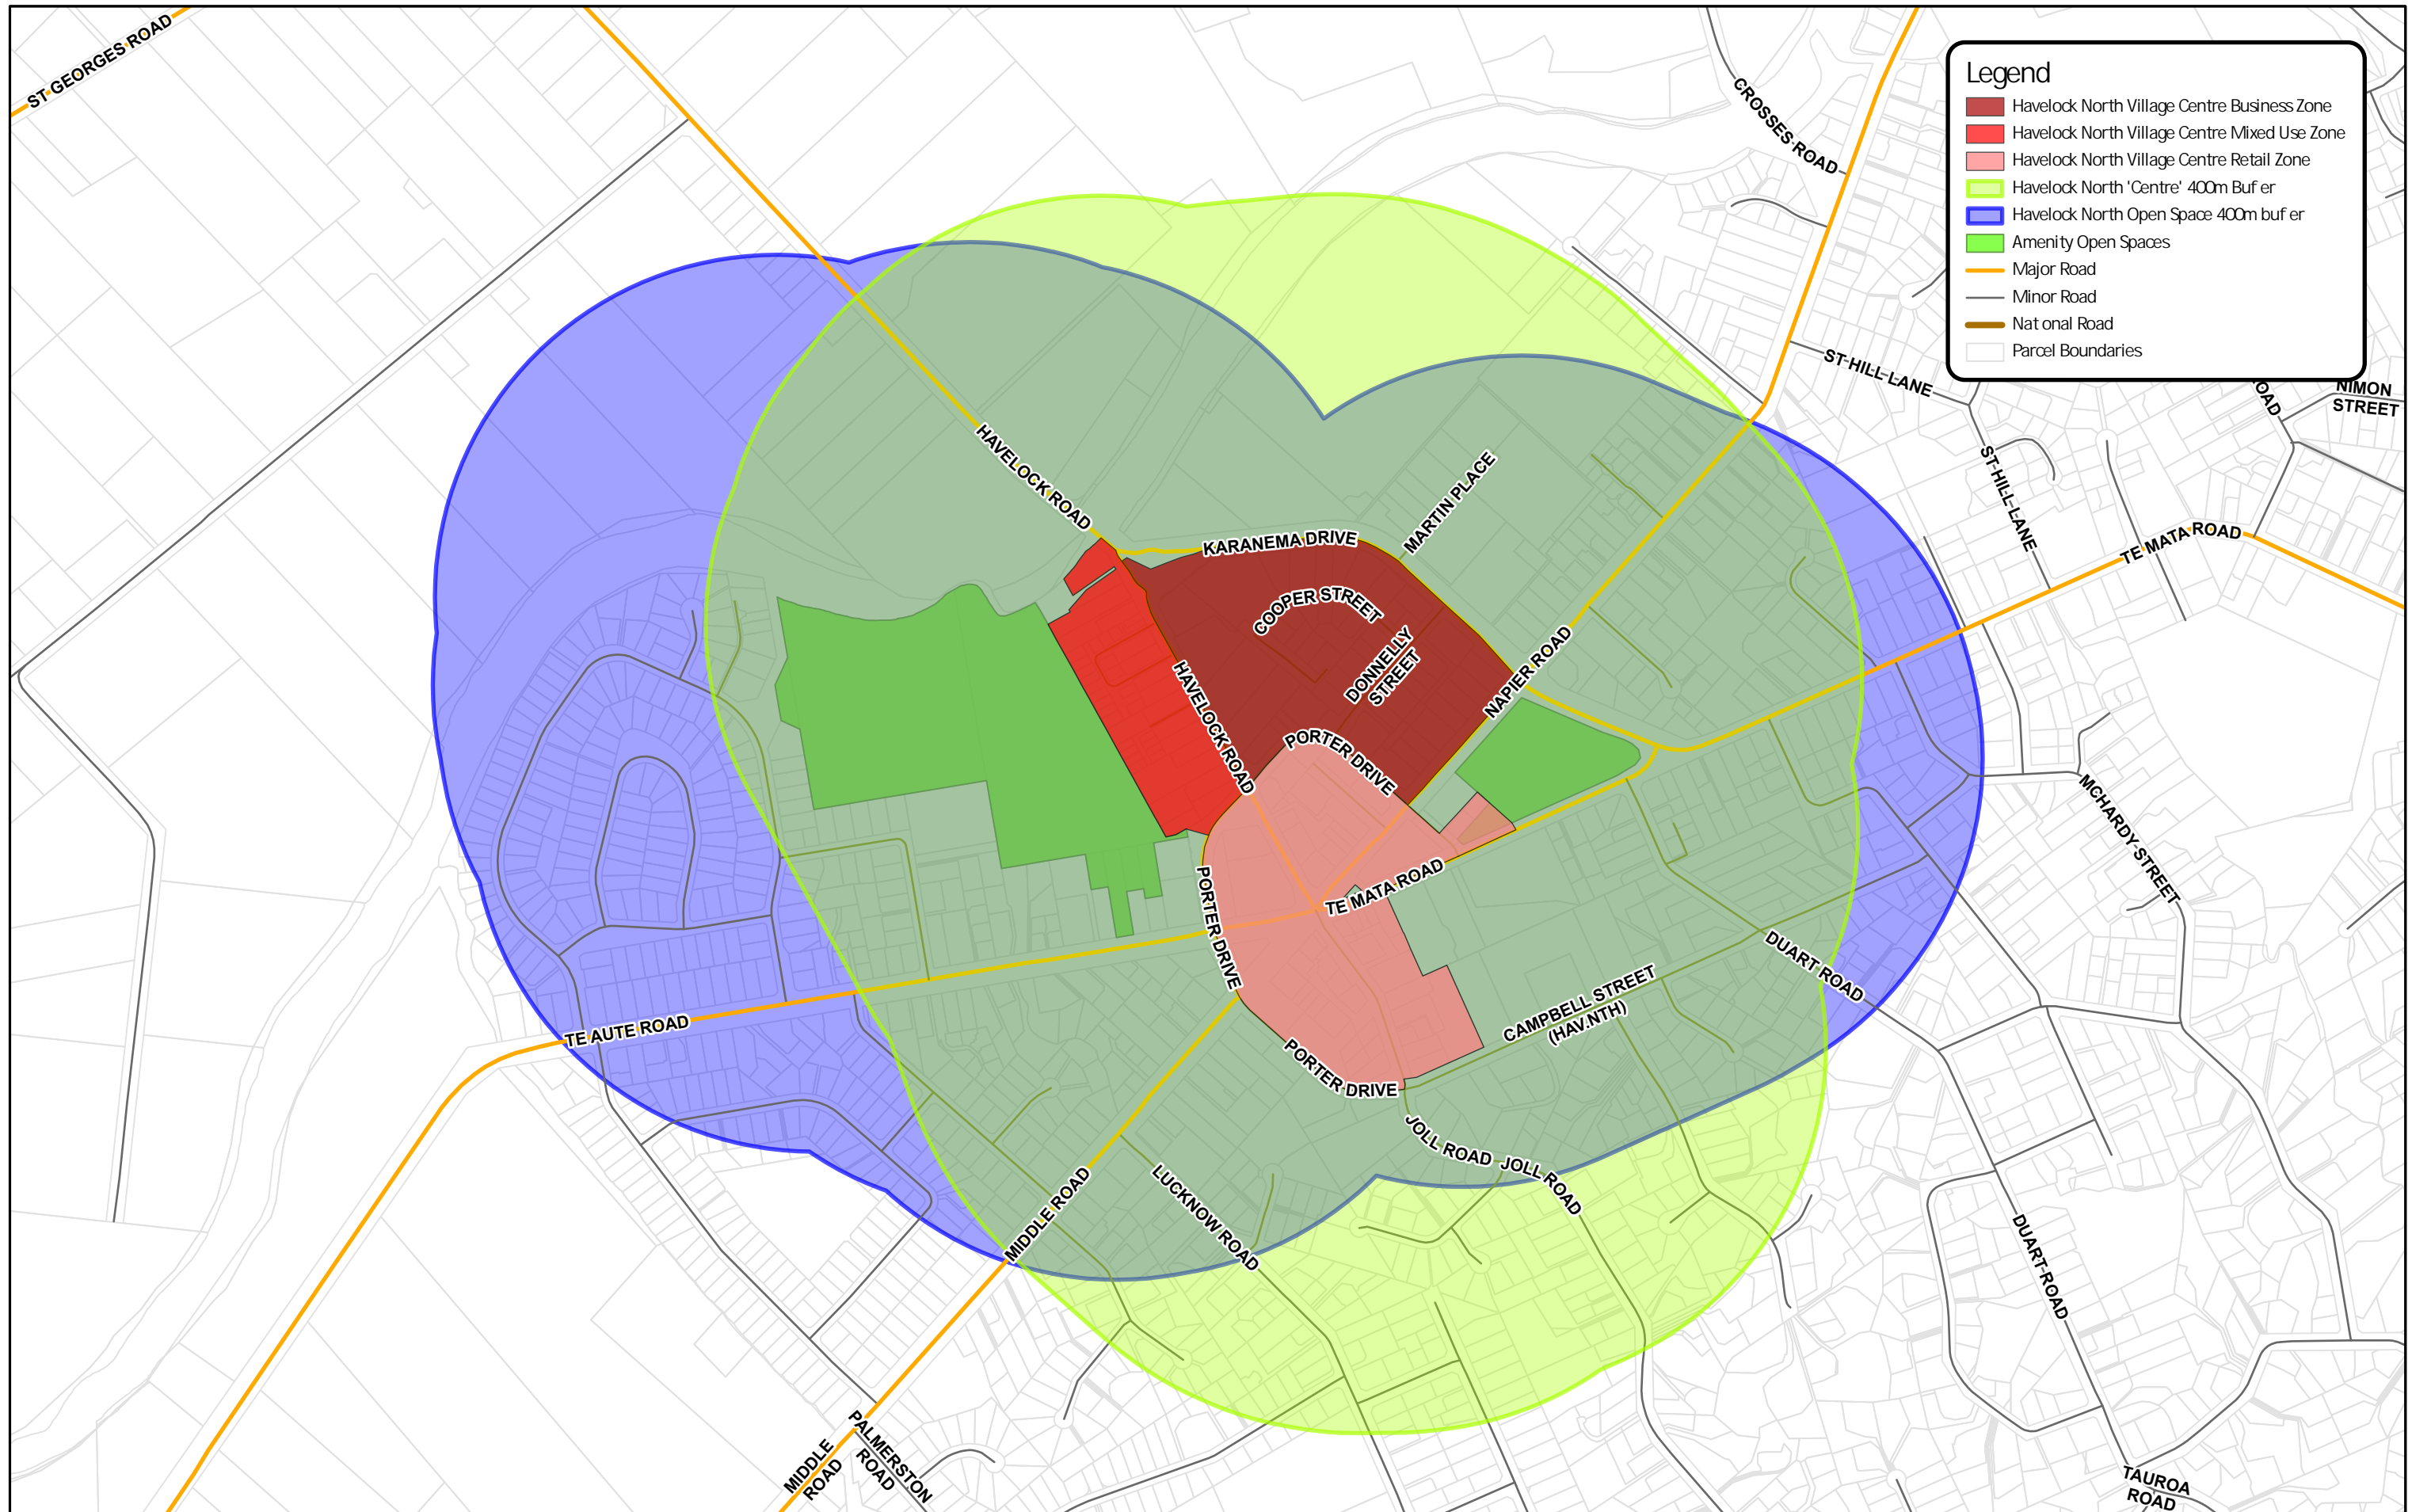 ST GEORGES ROAD
CROSSES ROAD
Legend
Havelock North Village Centre Business Zone
Havelock North Village Centre Mixed Use Zone
Havelock North Village Centre Retail Zone
Havelock North 'Centre' 400m Buf er
Havelock North Open Space 400m buf er
Amenity Open Spaces
Major Road
Minor Road
Nat onal Road
Parcel Boundaries
ST HILL LANE
OAD
NIMON
STREET
HAVELOCK ROAD
MARTIN PLACE
ST HILL LANE
TE MATA ROAD
KARANEMA DRIVE
COOPER STREET
DONNELLY
STREET
NAPIER ROAD
HAVELOCK ROAD
PORTER DRIVE
MCHARDY STREET
TE MATA ROAD
PORTER DRIVE
DUART ROAD
CAMPBELL STREET
(HAV.NTH)
TE AUTE ROAD
PORTER DRIVE
JOLL ROAD
JOLL ROAD
MIDDLE ROAD
LUCKNOW ROAD
DUART ROAD
MIDDLE
ROAD
PALMERSTON
ROAD
TAUROA
ROAD